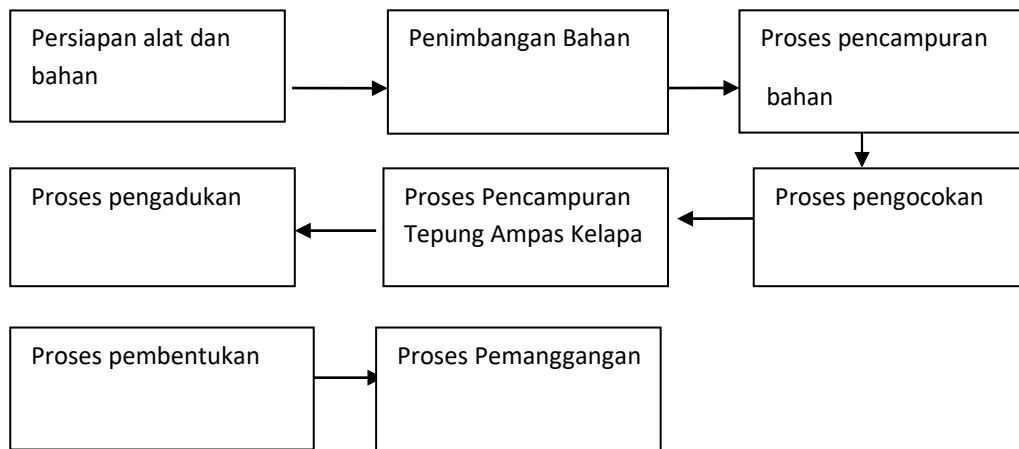 Persiapan alat dan
bahan
Penimbangan Bahan
Proses pencampuran
bahan
Proses pengocokan
Proses Pencampuran
Tepung Ampas Kelapa
Proses pengadukan
Proses pembentukan
Proses Pemanggangan